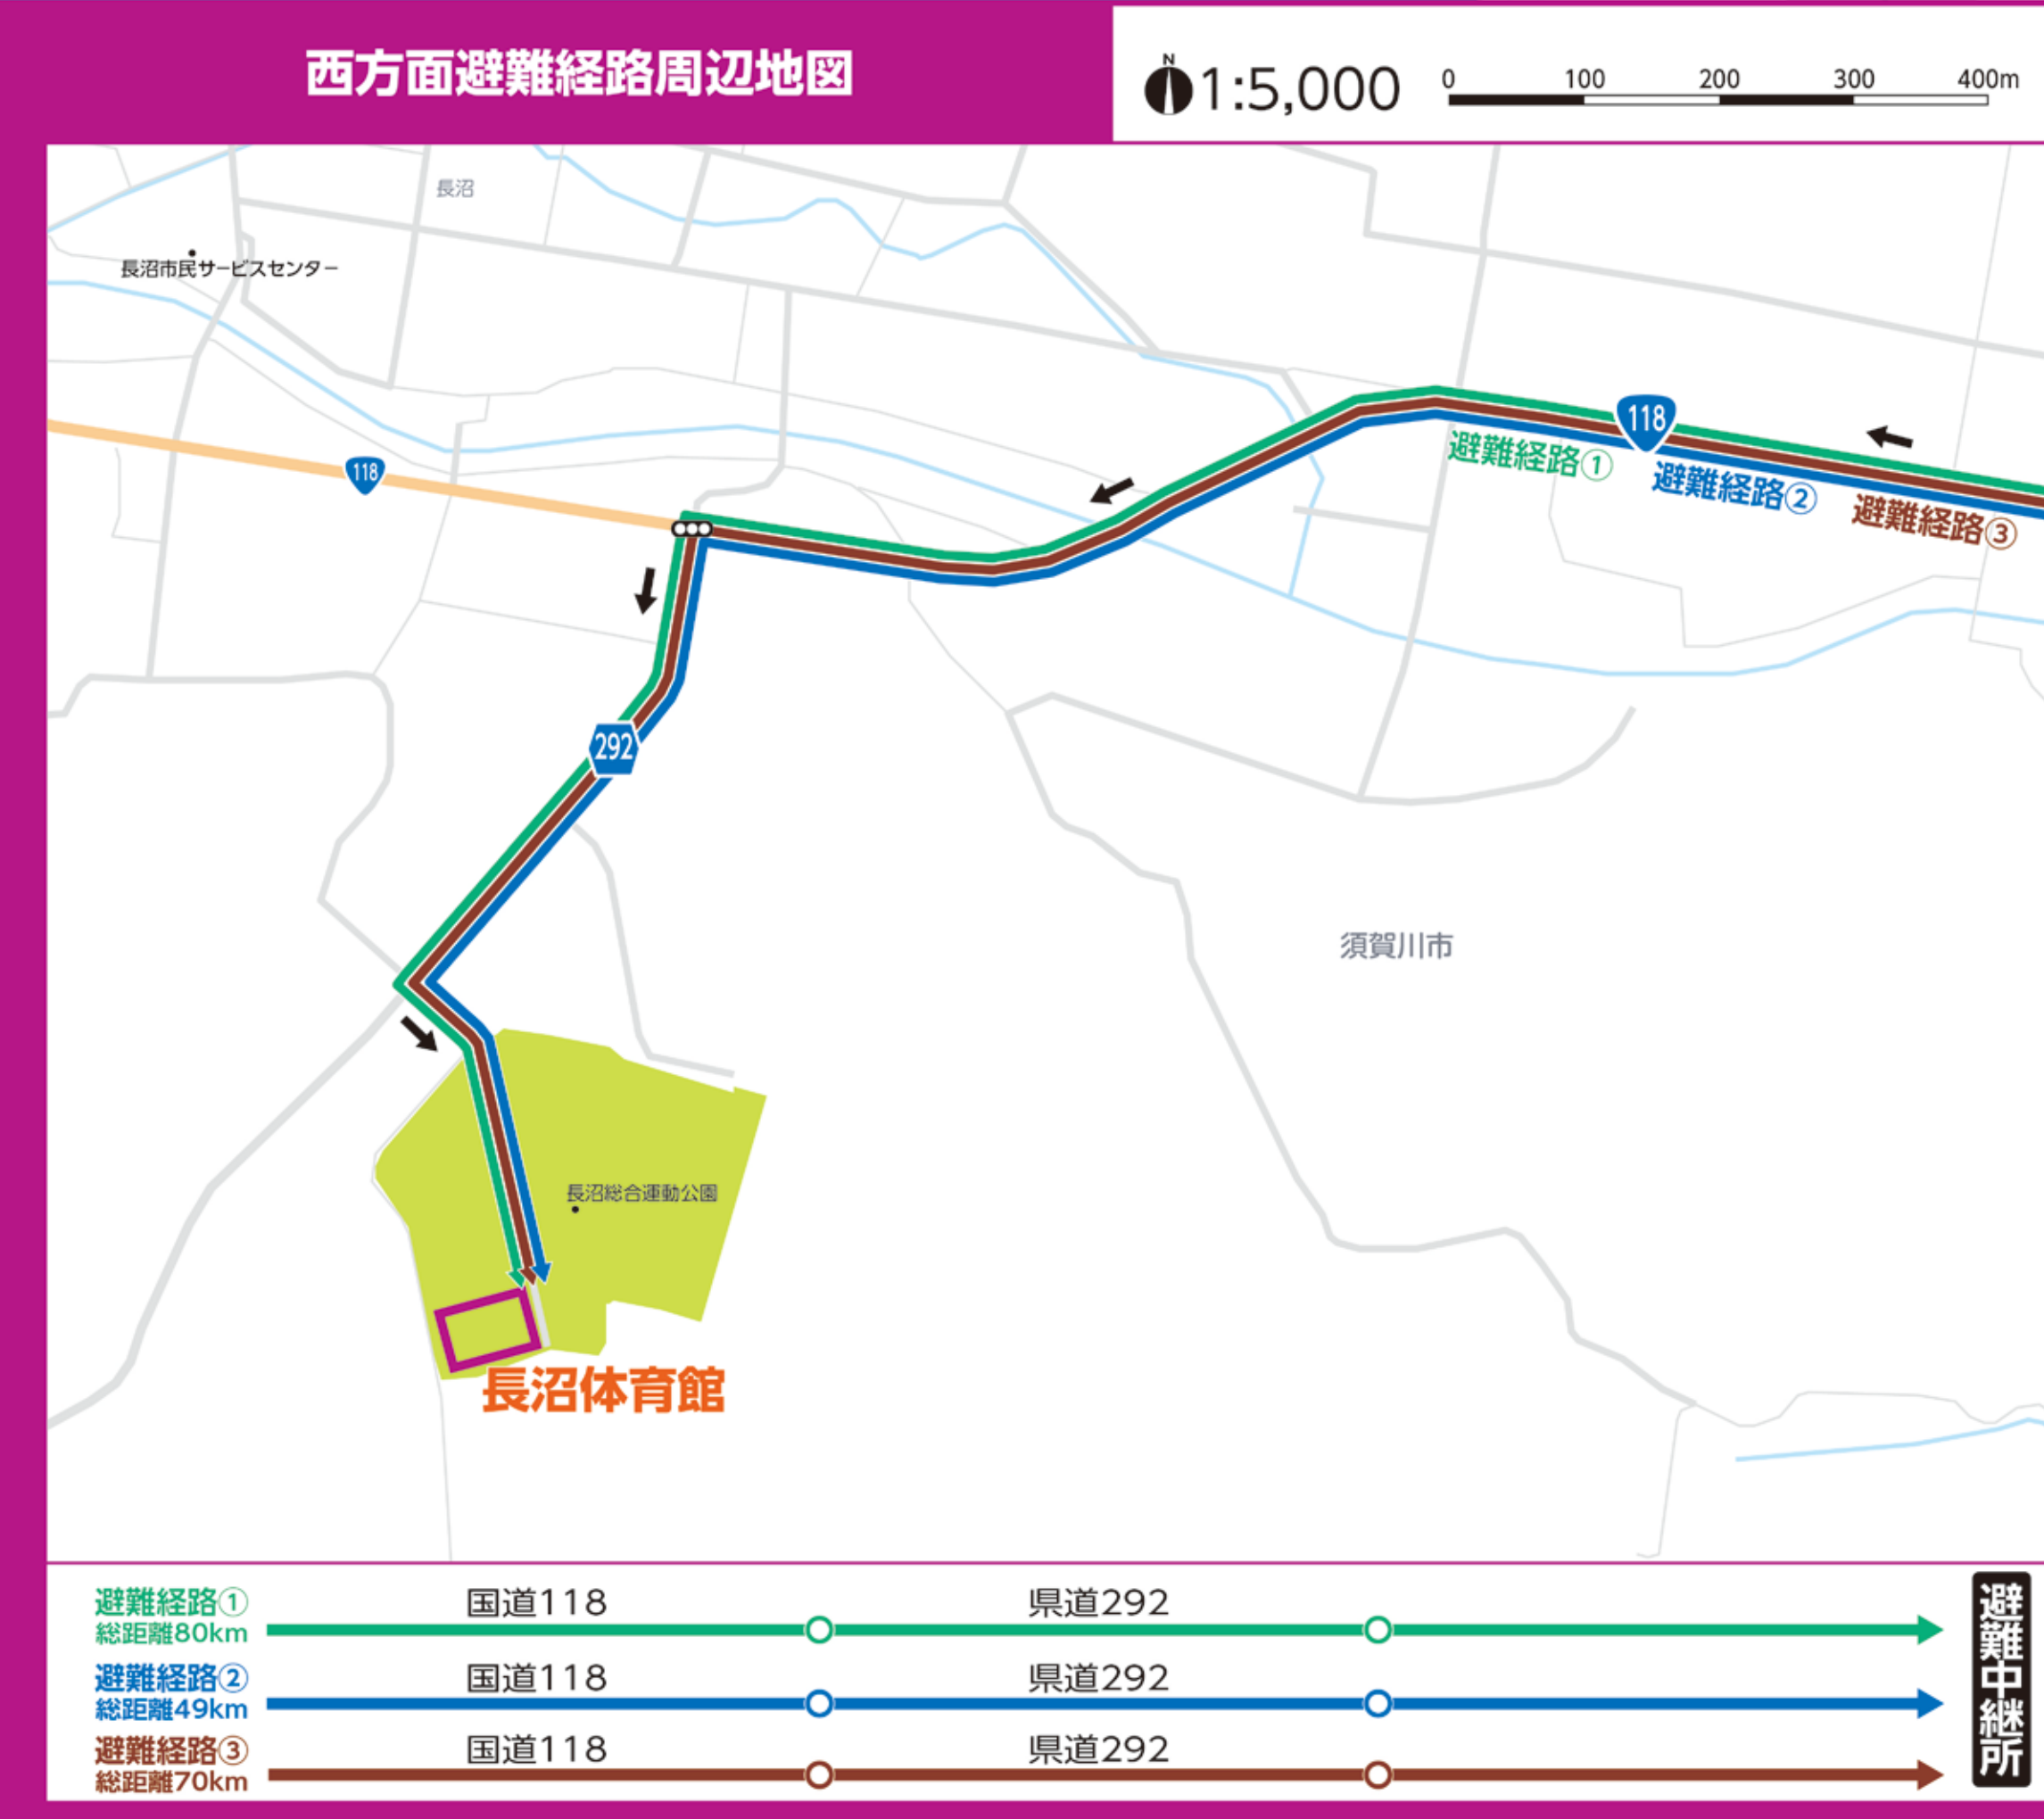 西方面避難経路周辺地図
N
1:5,000
0 100 200 300 400m
長沼
長沼市民サービスセンター
118
118
避難経路①
避難経路②
避難経路③
292
須賀川市
長沼総合運動公園
長沼体育館
避難経路① 国道118 県道292
総距離80km
避難経路② 国道118 県道292
総距離49km
避難経路③ 国道118 県道292
総距離70km
避難中継所